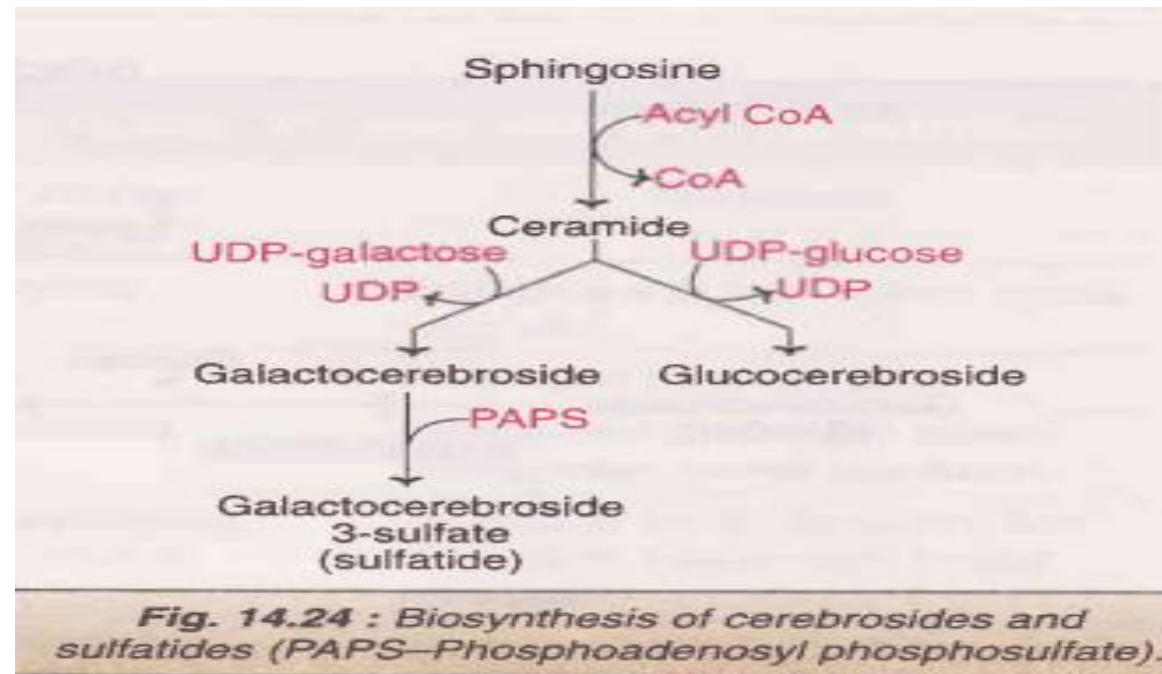 Sphingosine
Acyl CoA
CoA
Ceramide
UDP-galactose
UDP-glucose
UDP
UDP
Galactocerebroside
Glucocerebroside
PAPS
Galactocerebroside
3-sulfate
(sulfatide)
Fig. 14.24 : Biosynthesis of cerebrosides and
sulfatides (PAPS–Phosphoadenosyl phosphosulfate).